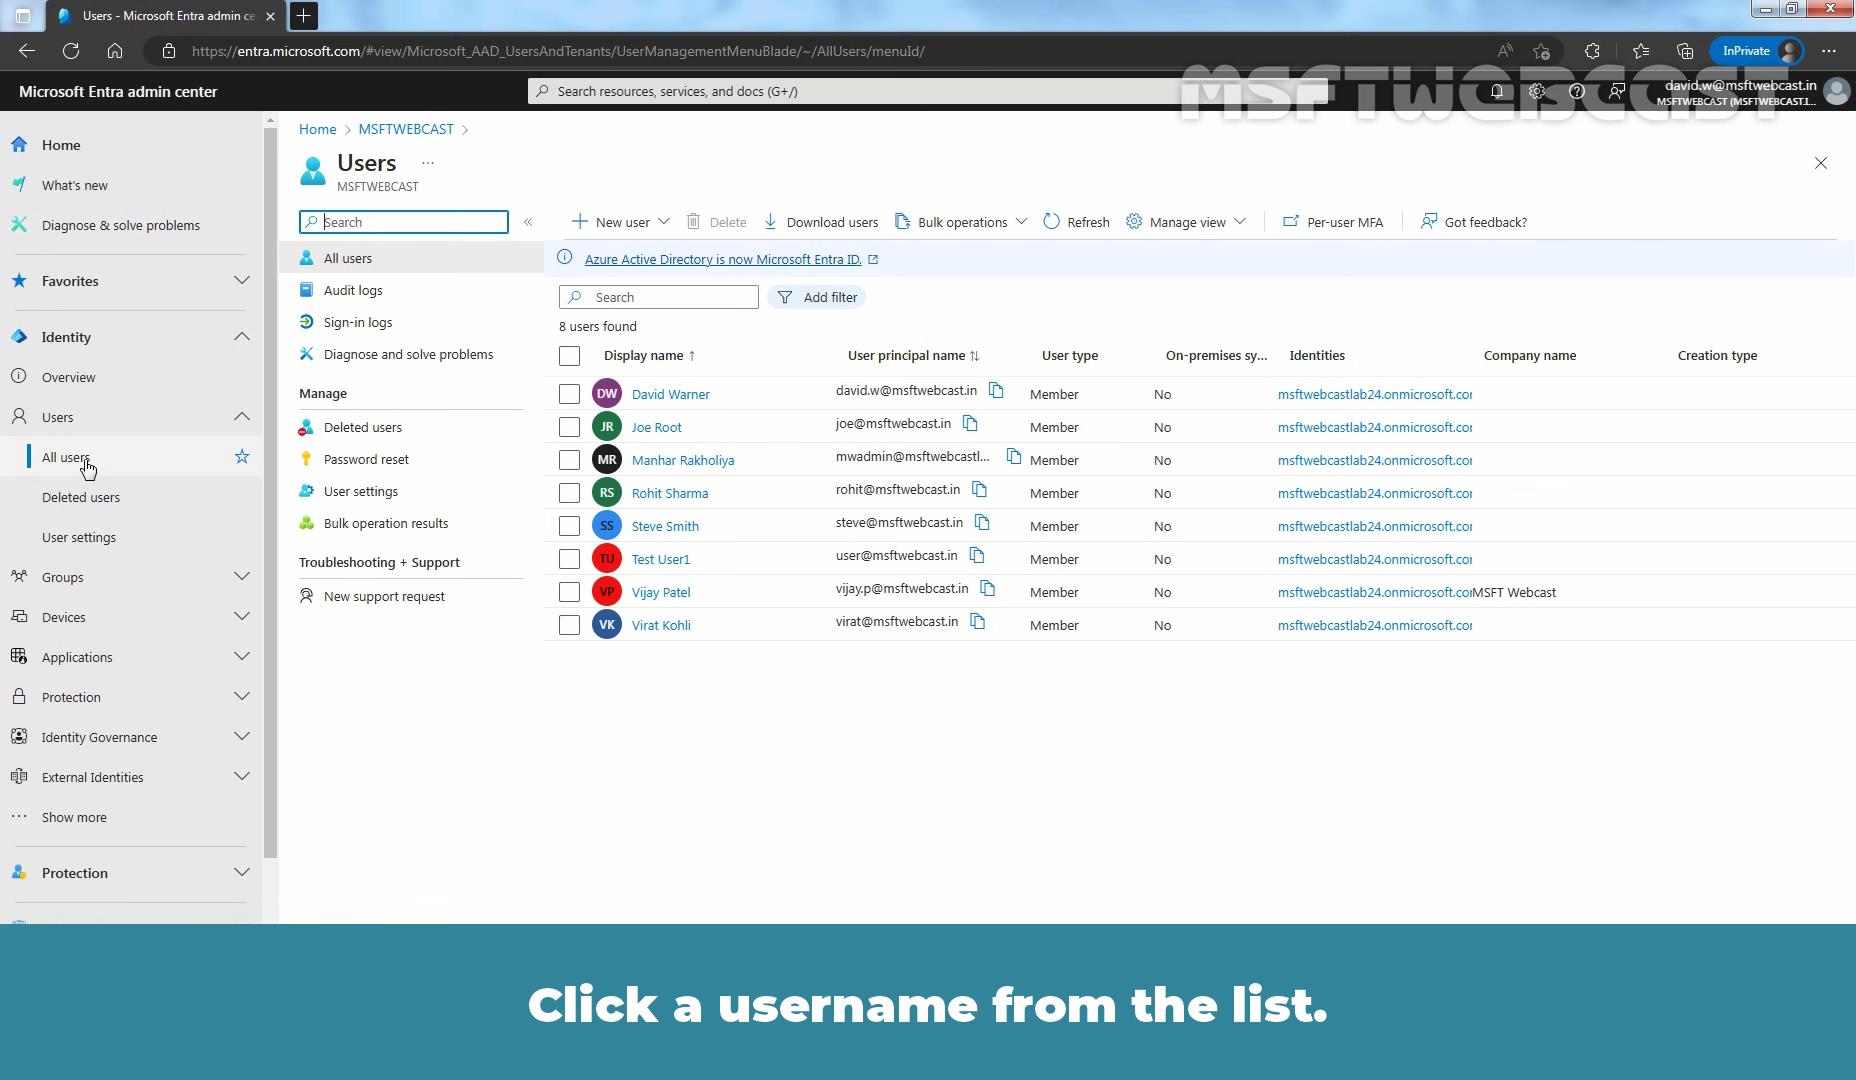 Users - Microsoft Entra admin ce
https://entra.microsoft.com/#view/Microsoft_AAD_UsersAndTenants/UserManagementMenuBlade/~/AllUsers/menuId/
InPrivate
Microsoft Entra admin center
Search resources, services, and docs (G+/)
MSFTWEBCAST
david.w@msftwebcast.in
MSFTWEBCAST (MSFTWEBCAST.I...
Home
What's new
Diagnose & solve problems
Favorites
Identity
Overview
Users
All users
Deleted users
User settings
Groups
Devices
Applications
Protection
Identity Governance
External Identities
Show more
Protection
Home > MSFTWEBCAST >
Users ...
MSFTWEBCAST
Search
All users
Audit logs
Sign-in logs
Diagnose and solve problems
Manage
Deleted users
Password reset
User settings
Bulk operation results
Troubleshooting + Support
New support request
New user Delete Download users Bulk operations Refresh Manage view Per-user MFA Got feedback?
Azure Active Directory is now Microsoft Entra ID.
Search Add filter
8 users found
Display name ↑ User principal name ↑↓ User type On-premises sy... Identities Company name Creation type
DW David Warner david.w@msftwebcast.in Member No msftwebcastlab24.onmicrosoft.cor
JR Joe Root joe@msftwebcast.in Member No msftwebcastlab24.onmicrosoft.cor
MR Manhar Rakholiya mwadmin@msftwebcastl... Member No msftwebcastlab24.onmicrosoft.cor
RS Rohit Sharma rohit@msftwebcast.in Member No msftwebcastlab24.onmicrosoft.cor
SS Steve Smith steve@msftwebcast.in Member No msftwebcastlab24.onmicrosoft.cor
TU Test User1 user@msftwebcast.in Member No msftwebcastlab24.onmicrosoft.cor
VP Vijay Patel vijay.p@msftwebcast.in Member No msftwebcastlab24.onmicrosoft.cor MSFT Webcast
VK Virat Kohli virat@msftwebcast.in Member No msftwebcastlab24.onmicrosoft.cor
Click a username from the list.